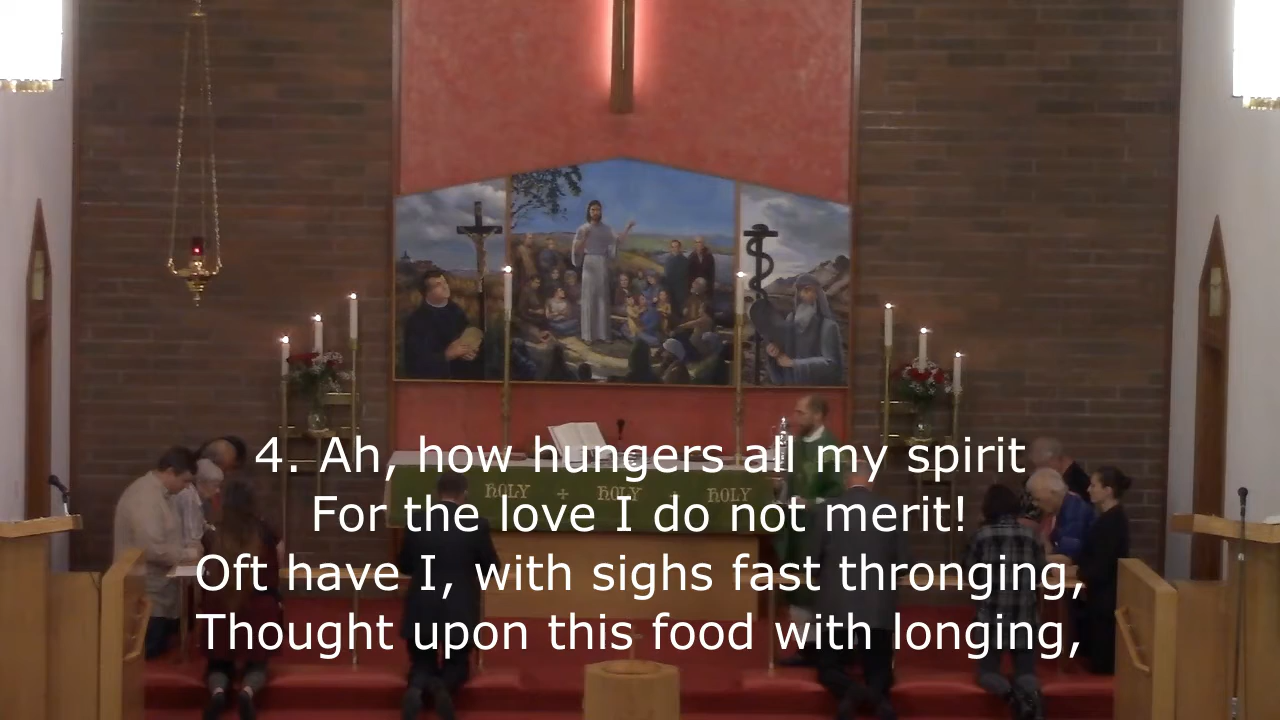 4. Ah, how hungers all my spirit
For the love I do not merit!
Oft have I, with sighs fast thronging,
Thought upon this food with longing,
HOLY + HOLY + HOLY